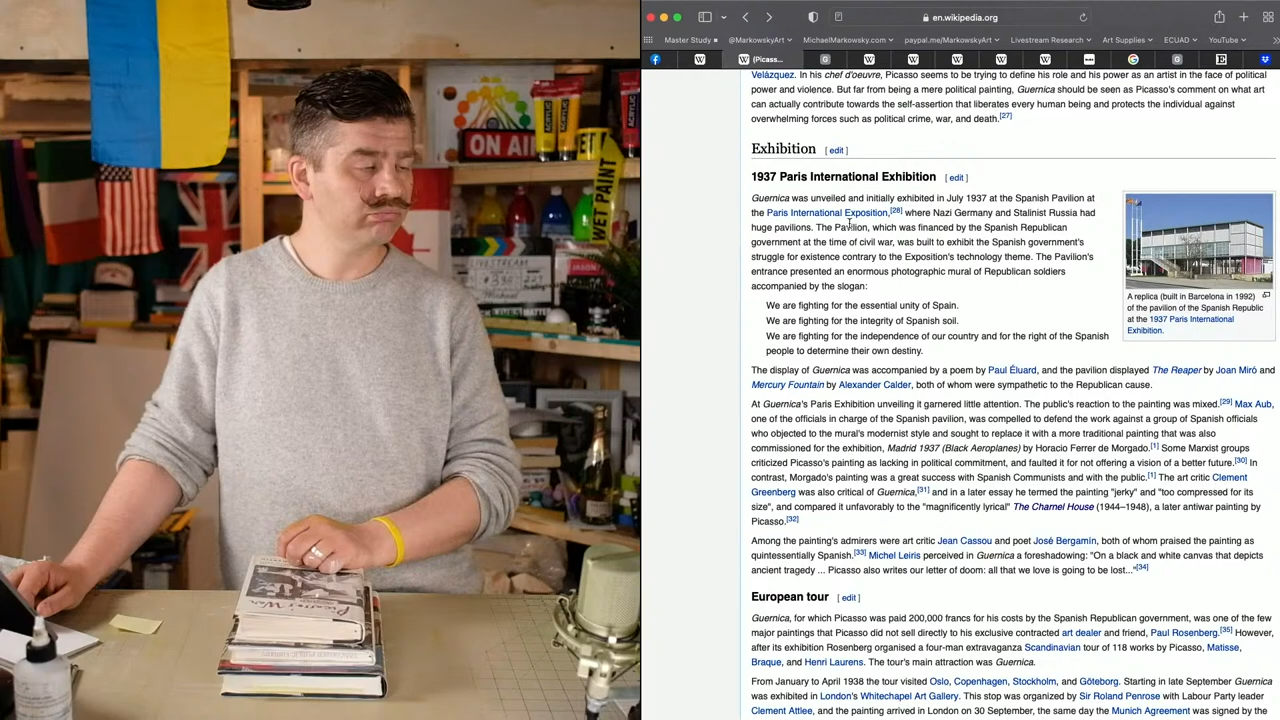 ACRYLIC
ACRYLIC
ON AIR
WET PAINT
LIVESTREAM
Michael
Picasso's War
en.wikipedia.org
Master Study
@MarkowskyArt
MichaelMarkowsky.com
paypal.me/MarkowskyArt
Livestream Research
Art Supplies
ECUAD
YouTube
(Picass...
Velázquez. In his chef d'oeuvre, Picasso seems to be trying to define his role and his power as an artist in the face of political
power and violence. But far from being a mere political painting, Guernica should be seen as Picasso's comment on what art
can actually contribute towards the self-assertion that liberates every human being and protects the individual against
overwhelming forces such as political crime, war, and death.[27]
Exhibition [ edit ]
1937 Paris International Exhibition [ edit ]
Guernica was unveiled and initially exhibited in July 1937 at the Spanish Pavilion at
the Paris International Exposition,[28] where Nazi Germany and Stalinist Russia had
huge pavilions. The Pavilion, which was financed by the Spanish Republican
government at the time of civil war, was built to exhibit the Spanish government's
struggle for existence contrary to the Exposition's technology theme. The Pavilion's
entrance presented an enormous photographic mural of Republican soldiers
accompanied by the slogan:
We are fighting for the essential unity of Spain.
We are fighting for the integrity of Spanish soil.
We are fighting for the independence of our country and for the right of the Spanish
people to determine their own destiny.
A replica (built in Barcelona in 1992)
of the pavilion of the Spanish Republic
at the 1937 Paris International
Exhibition.
The display of Guernica was accompanied by a poem by Paul Éluard, and the pavilion displayed The Reaper by Joan Miró and
Mercury Fountain by Alexander Calder, both of whom were sympathetic to the Republican cause.
At Guernica's Paris Exhibition unveiling it garnered little attention. The public's reaction to the painting was mixed.[29] Max Aub,
one of the officials in charge of the Spanish pavilion, was compelled to defend the work against a group of Spanish officials
who objected to the mural's modernist style and sought to replace it with a more traditional painting that was also
commissioned for the exhibition, Madrid 1937 (Black Aeroplanes) by Horacio Ferrer de Morgado.[1] Some Marxist groups
criticized Picasso's painting as lacking in political commitment, and faulted it for not offering a vision of a better future.[30] In
contrast, Morgado's painting was a great success with Spanish Communists and with the public.[1] The art critic Clement
Greenberg was also critical of Guernica,[31] and in a later essay he termed the painting "jerky" and "too compressed for its
size", and compared it unfavorably to the "magnificently lyrical" The Charnel House (1944–1948), a later antiwar painting by
Picasso.[32]
Among the painting's admirers were art critic Jean Cassou and poet José Bergamín, both of whom praised the painting as
quintessentially Spanish.[33] Michel Leiris perceived in Guernica a foreshadowing: "On a black and white canvas that depicts
ancient tragedy ... Picasso also writes our letter of doom: all that we love is going to be lost..."[34]
European tour [ edit ]
Guernica, for which Picasso was paid 200,000 francs for his costs by the Spanish Republican government, was one of the few
major paintings that Picasso did not sell directly to his exclusive contracted art dealer and friend, Paul Rosenberg.[35] However,
after its exhibition Rosenberg organised a four-man extravaganza Scandinavian tour of 118 works by Picasso, Matisse,
Braque, and Henri Laurens. The tour's main attraction was Guernica.
From January to April 1938 the tour visited Oslo, Copenhagen, Stockholm, and Göteborg. Starting in late September Guernica
was exhibited in London's Whitechapel Art Gallery. This stop was organized by Sir Roland Penrose with Labour Party leader
Clement Attlee, and the painting arrived in London on 30 September, the same day the Munich Agreement was signed by the